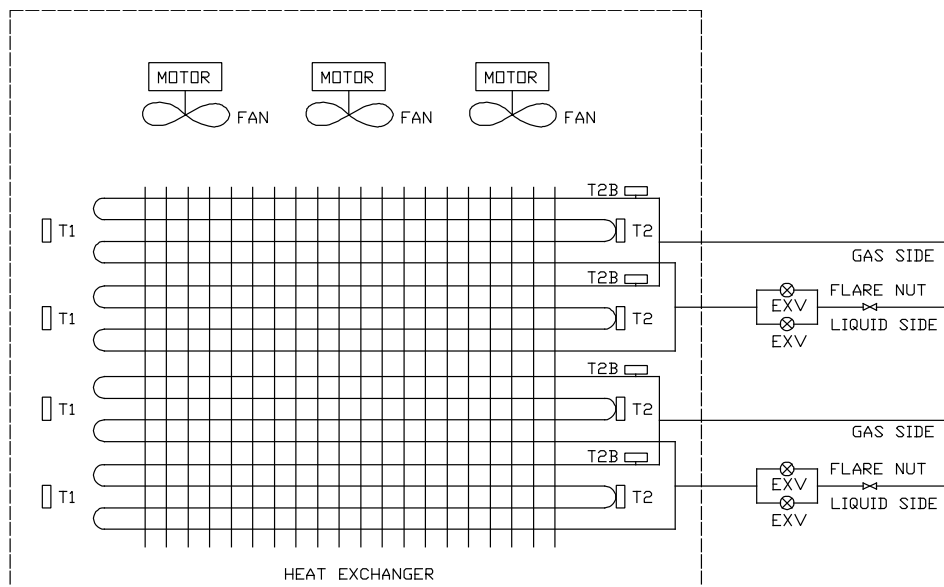 MOTOR MOTOR MOTOR
FAN FAN FAN
T2B
T1 T2
GAS SIDE
T2B
FLARE NUT
EXV
T1 T2
LIQUID SIDE
EXV
T2B
T1 T2
GAS SIDE
T2B
FLARE NUT
EXV
T1 T2
LIQUID SIDE
EXV
HEAT EXCHANGER